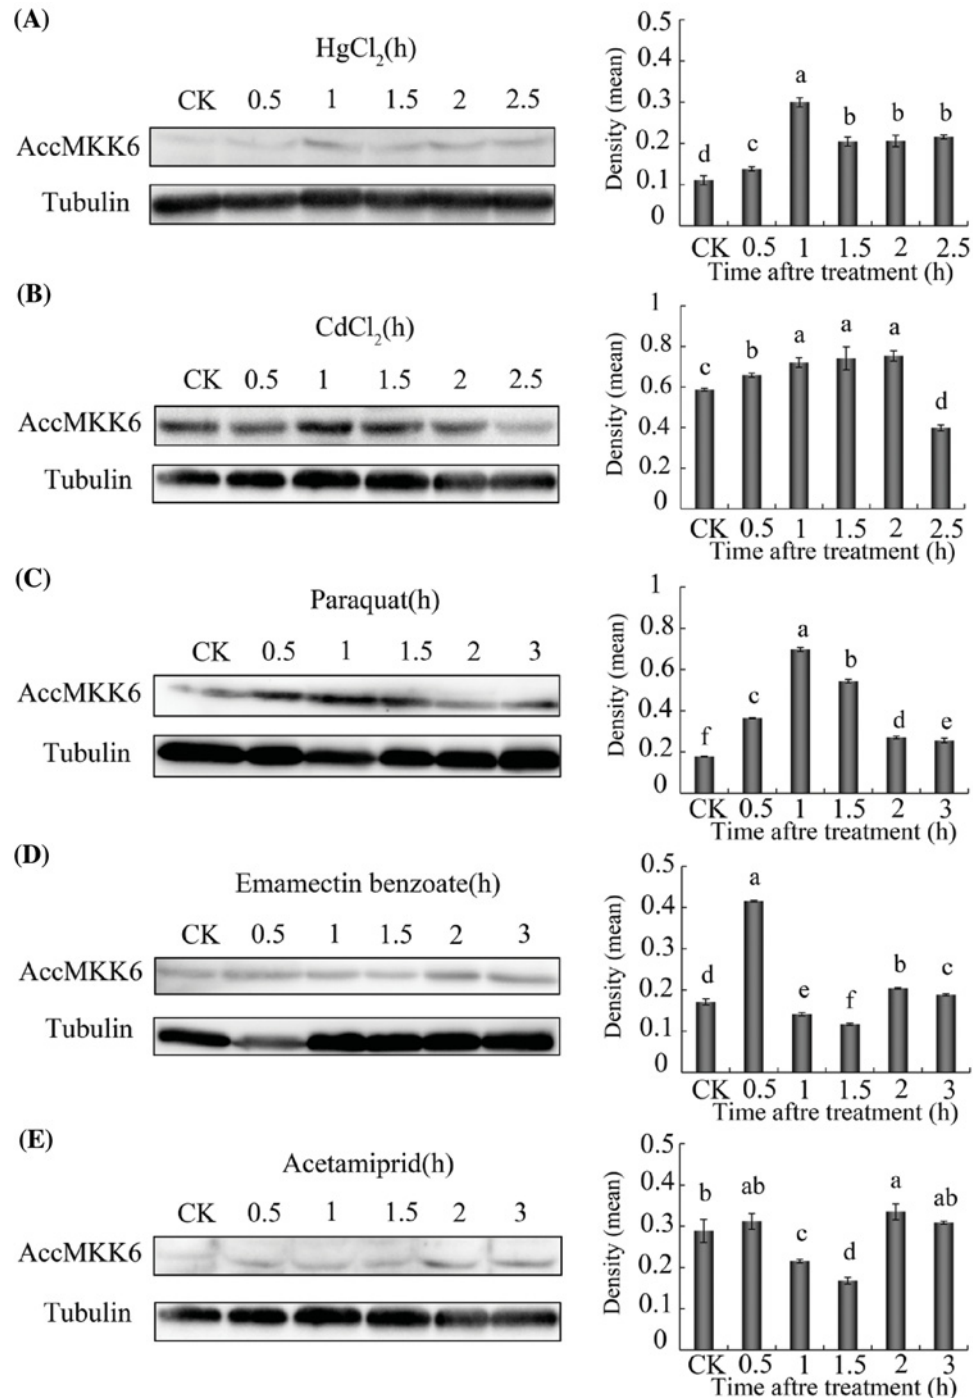 (A)
HgCl₂(h)
CK 0.5 1 1.5 2 2.5
AccMKK6
Tubulin
Density (mean)
0.5
0.4
0.3
0.2
0.1
0
d c a b b b
CK 0.5 1 1.5 2 2.5
Time aftre treatment (h)
(B)
CdCl₂(h)
CK 0.5 1 1.5 2 2.5
AccMKK6
Tubulin
Density (mean)
1
0.8
0.6
0.4
0.2
0
c b a a a d
CK 0.5 1 1.5 2 2.5
Time aftre treatment (h)
(C)
Paraquat(h)
CK 0.5 1 1.5 2 3
AccMKK6
Tubulin
Density (mean)
1
0.8
0.6
0.4
0.2
0
f c a b d e
CK 0.5 1 1.5 2 3
Time aftre treatment (h)
(D)
Emamectin benzoate(h)
CK 0.5 1 1.5 2 3
AccMKK6
Tubulin
Density (mean)
0.5
0.4
0.3
0.2
0.1
0
d a e f b c
CK 0.5 1 1.5 2 3
Time aftre treatment (h)
(E)
Acetamiprid(h)
CK 0.5 1 1.5 2 3
AccMKK6
Tubulin
Density (mean)
0.5
0.4
0.3
0.2
0.1
0
b ab c d a ab
CK 0.5 1 1.5 2 3
Time aftre treatment (h)